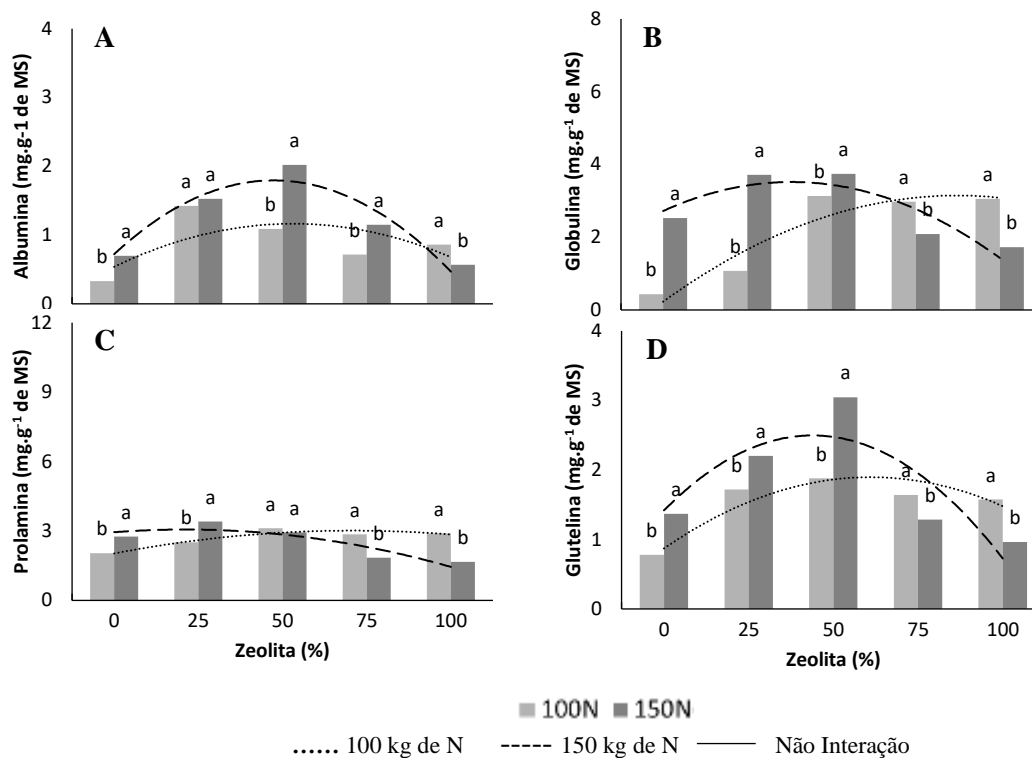 A
Albumina (mg.g-1 de MS)
4
3
2
1
0
b a a a b a b a a b
B
Globulina (mg.g⁻¹ de MS)
8
6
4
2
0
b a b a b a a b a b
C
Prolamina (mg.g⁻¹ de MS)
12
9
6
3
0
b a b a a a a b a b
0 25 50 75 100
Zeolita (%)
D
Glutelina (mg.g⁻¹ de MS)
4
3
2
1
0
b a b a b a a b a b
0 25 50 75 100
Zeolita (%)
100N 150N
100 kg de N 150 kg de N Não Interação